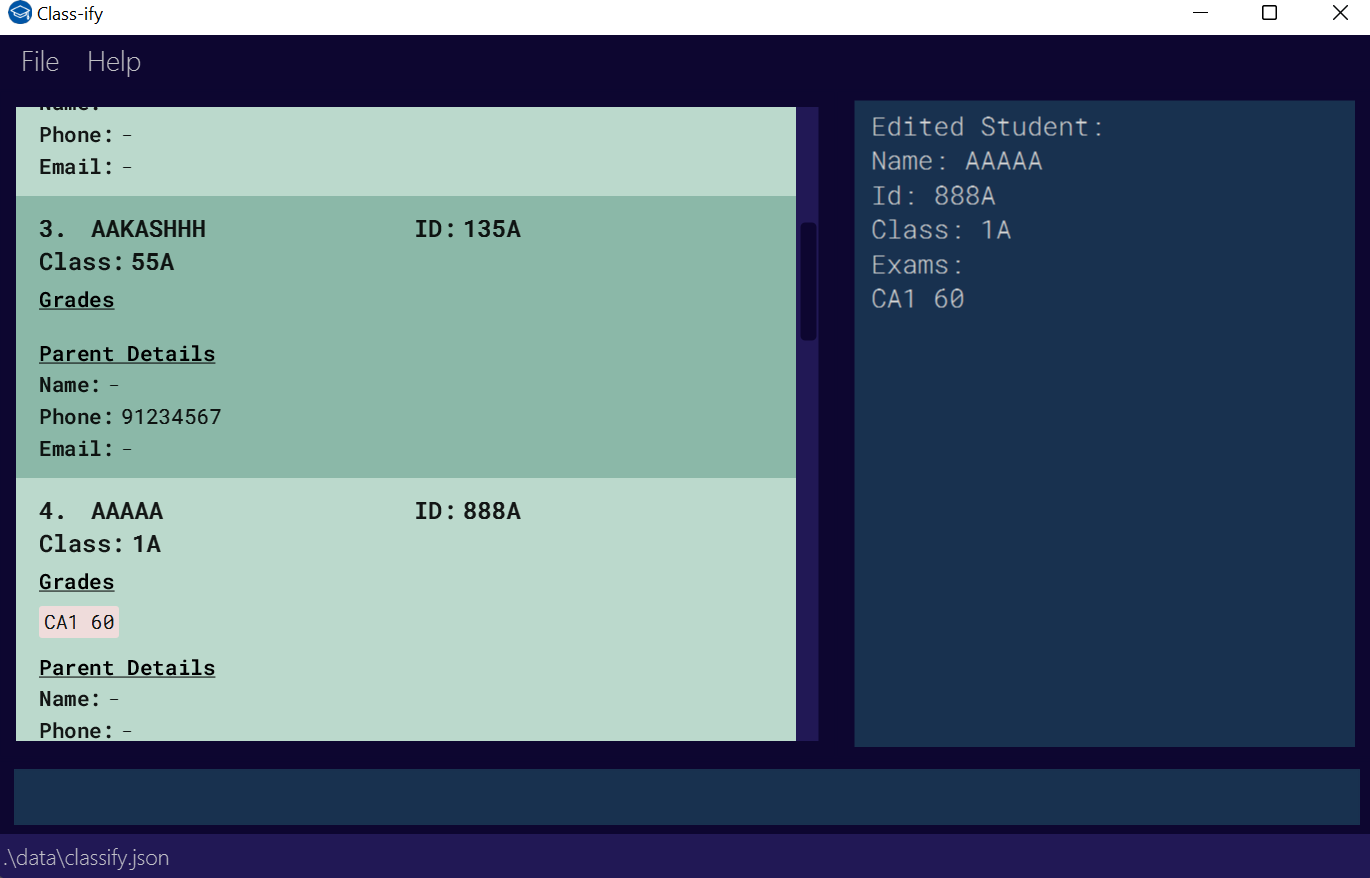 Class-ify
File Help
Name:
Phone: -
Email: -
3. AAKASHHH ID: 135A
Class: 55A
Grades
Parent Details
Name: -
Phone: 91234567
Email: -
4. AAAAA ID: 888A
Class: 1A
Grades
CA1 60
Parent Details
Name: -
Phone: -
Edited Student:
Name: AAAAA
Id: 888A
Class: 1A
Exams:
CA1 60
.\data\classify.json